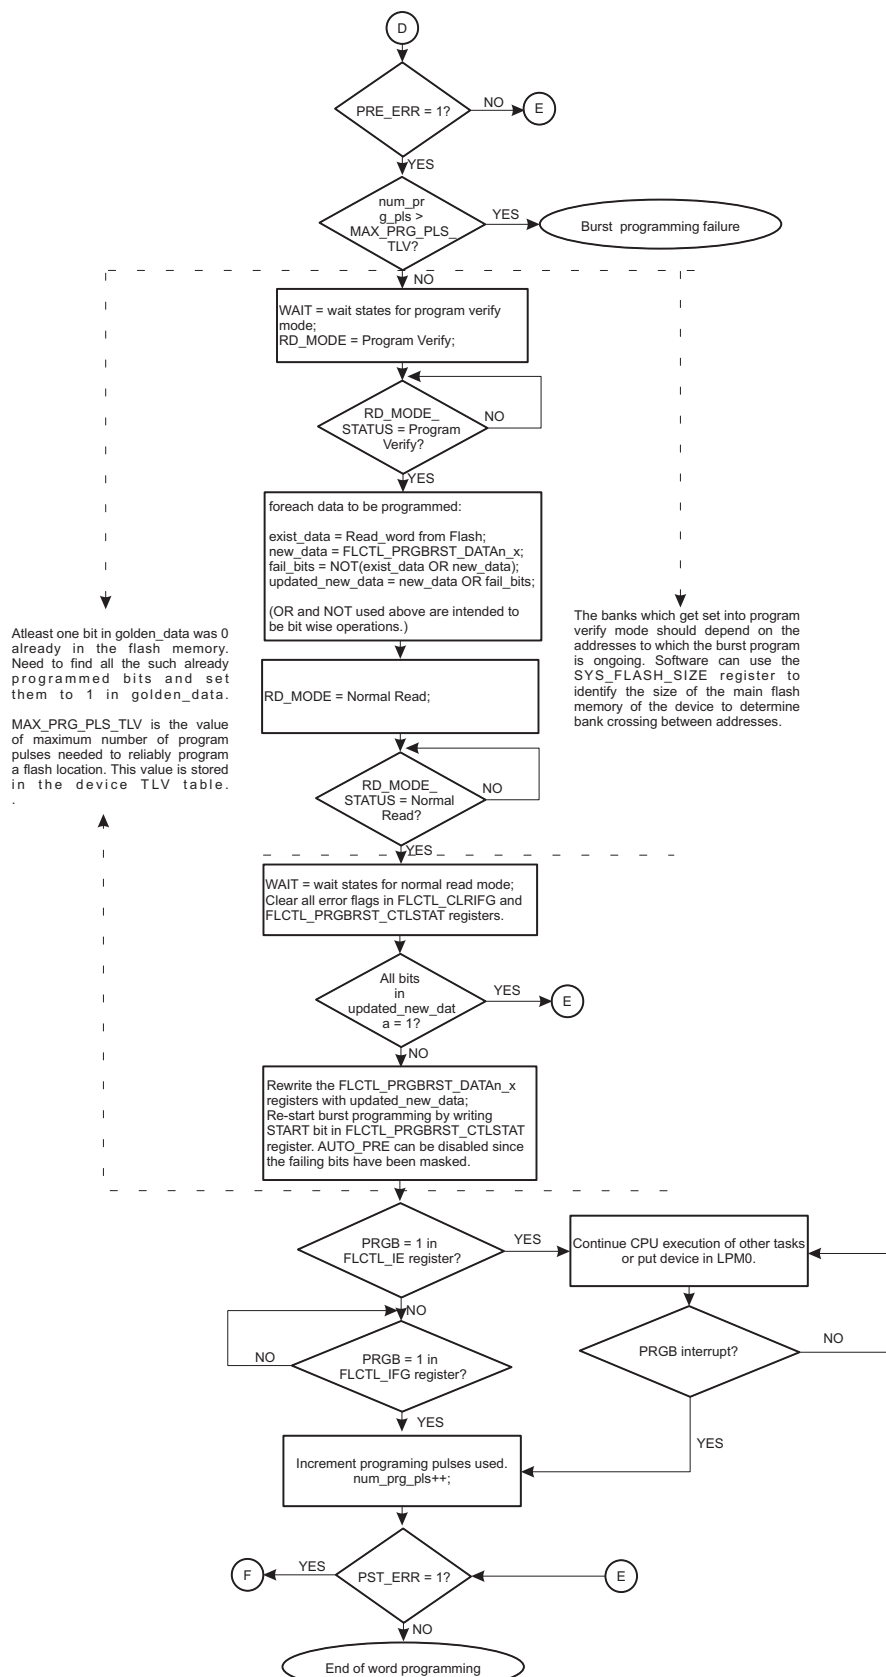 D
PRE_ERR = 1?
NO
E
YES
num_pr
g_pls >
MAX_PRG_PLS_
TLV?
YES
Burst programming failure
NO
WAIT = wait states for program verify
mode;
RD_MODE = Program Verify;
RD_MODE_
STATUS = Program
Verify?
NO
YES
foreach data to be programmed:
exist_data = Read_word from Flash;
new_data = FLCTL_PRGBRST_DATAn_x;
fail_bits = NOT(exist_data OR new_data);
updated_new_data = new_data OR fail_bits;
(OR and NOT used above are intended to
be bit wise operations.)
Atleast one bit in golden_data was 0
already in the flash memory.
Need to find all the such already
programmed bits and set
them to 1 in golden_data.
MAX_PRG_PLS_TLV is the value
of maximum number of program
pulses needed to reliably program
a flash location. This value is stored
in the device TLV table.
.
The banks which get set into program
verify mode should depend on the
addresses to which the burst program
is ongoing. Software can use the
SYS_FLASH_SIZE register to
identify the size of the main flash
memory of the device to determine
bank crossing between addresses.
RD_MODE = Normal Read;
RD_MODE_
STATUS = Normal
Read?
NO
YES
WAIT = wait states for normal read mode;
Clear all error flags in FLCTL_CLRIFG and
FLCTL_PRGBRST_CTLSTAT registers.
All bits
in
updated_new_dat
a = 1?
YES
E
NO
Rewrite the FLCTL_PRGBRST_DATAn_x
registers with updated_new_data;
Re-start burst programming by writing
START bit in FLCTL_PRGBRST_CTLSTAT
register. AUTO_PRE can be disabled since
the failing bits have been masked.
PRGB = 1 in
FLCTL_IE register?
YES
Continue CPU execution of other tasks
or put device in LPM0.
NO
PRGB = 1 in
FLCTL_IFG register?
NO
PRGB interrupt?
NO
YES
YES
Increment programing pulses used.
num_prg_pls++;
F
YES
PST_ERR = 1?
E
NO
End of word programming